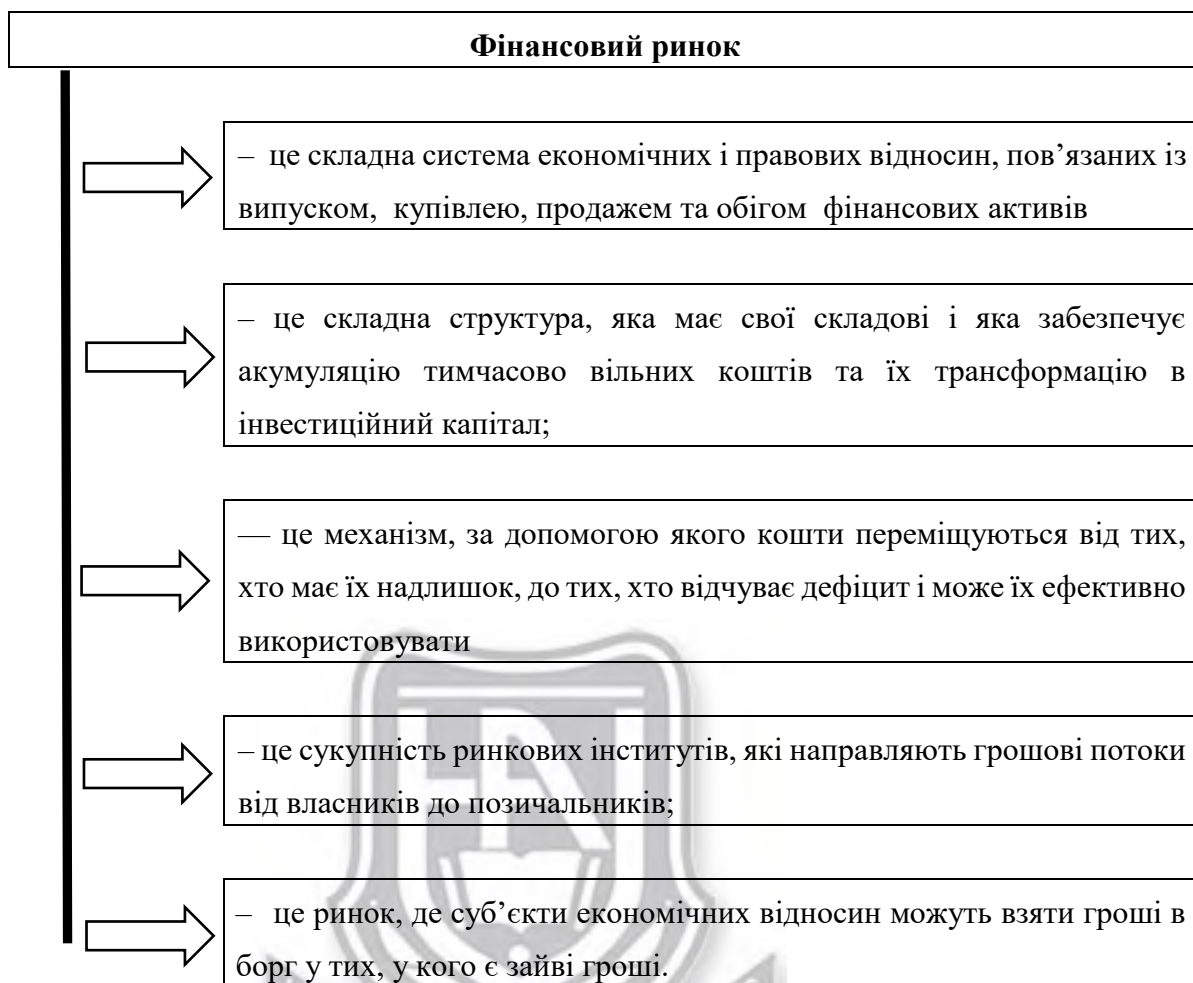 Фінансовий ринок
– це складна система економічних і правових відносин, пов’язаних із
випуском, купівлею, продажем та обігом фінансових активів
– це складна структура, яка має свої складові і яка забезпечує
акумуляцію тимчасово вільних коштів та їх трансформацію в
інвестиційний капітал;
— це механізм, за допомогою якого кошти переміщуються від тих,
хто має їх надлишок, до тих, хто відчуває дефіцит і може їх ефективно
використовувати
– це сукупність ринкових інститутів, які направляють грошові потоки
від власників до позичальників;
– це ринок, де суб’єкти економічних відносин можуть взяти гроші в
борг у тих, у кого є зайві гроші.